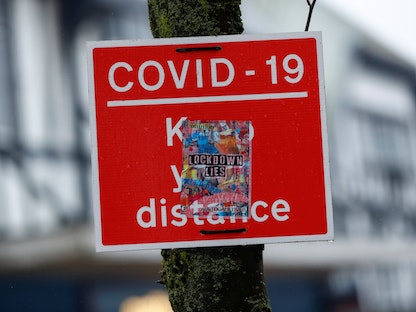 COVID - 19
LOCKDOWN
LIES
distance